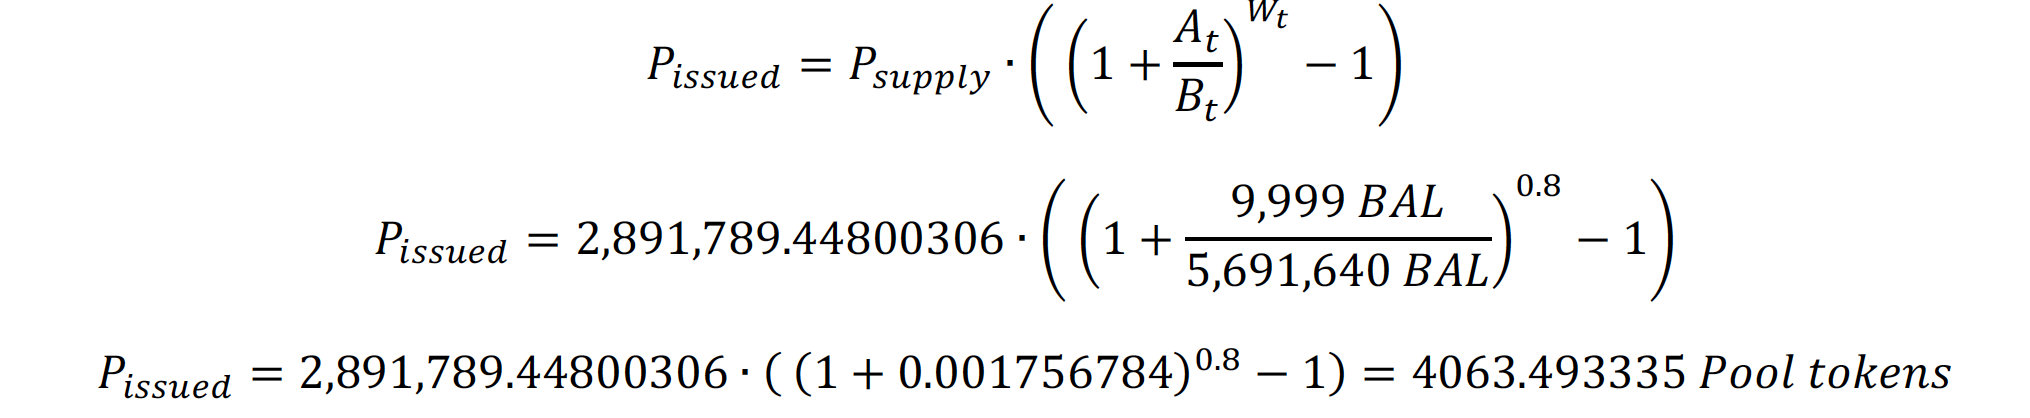 P_issued = P_supply · ((1 + A_t/B_t)^W_t − 1)
P_issued = 2,891,789.44800306 · ((1 + 9,999 BAL/5,691,640 BAL)^0.8 − 1)
P_issued = 2,891,789.44800306 · ( (1 + 0.001756784)^0.8 − 1) = 4063.493335 Pool tokens